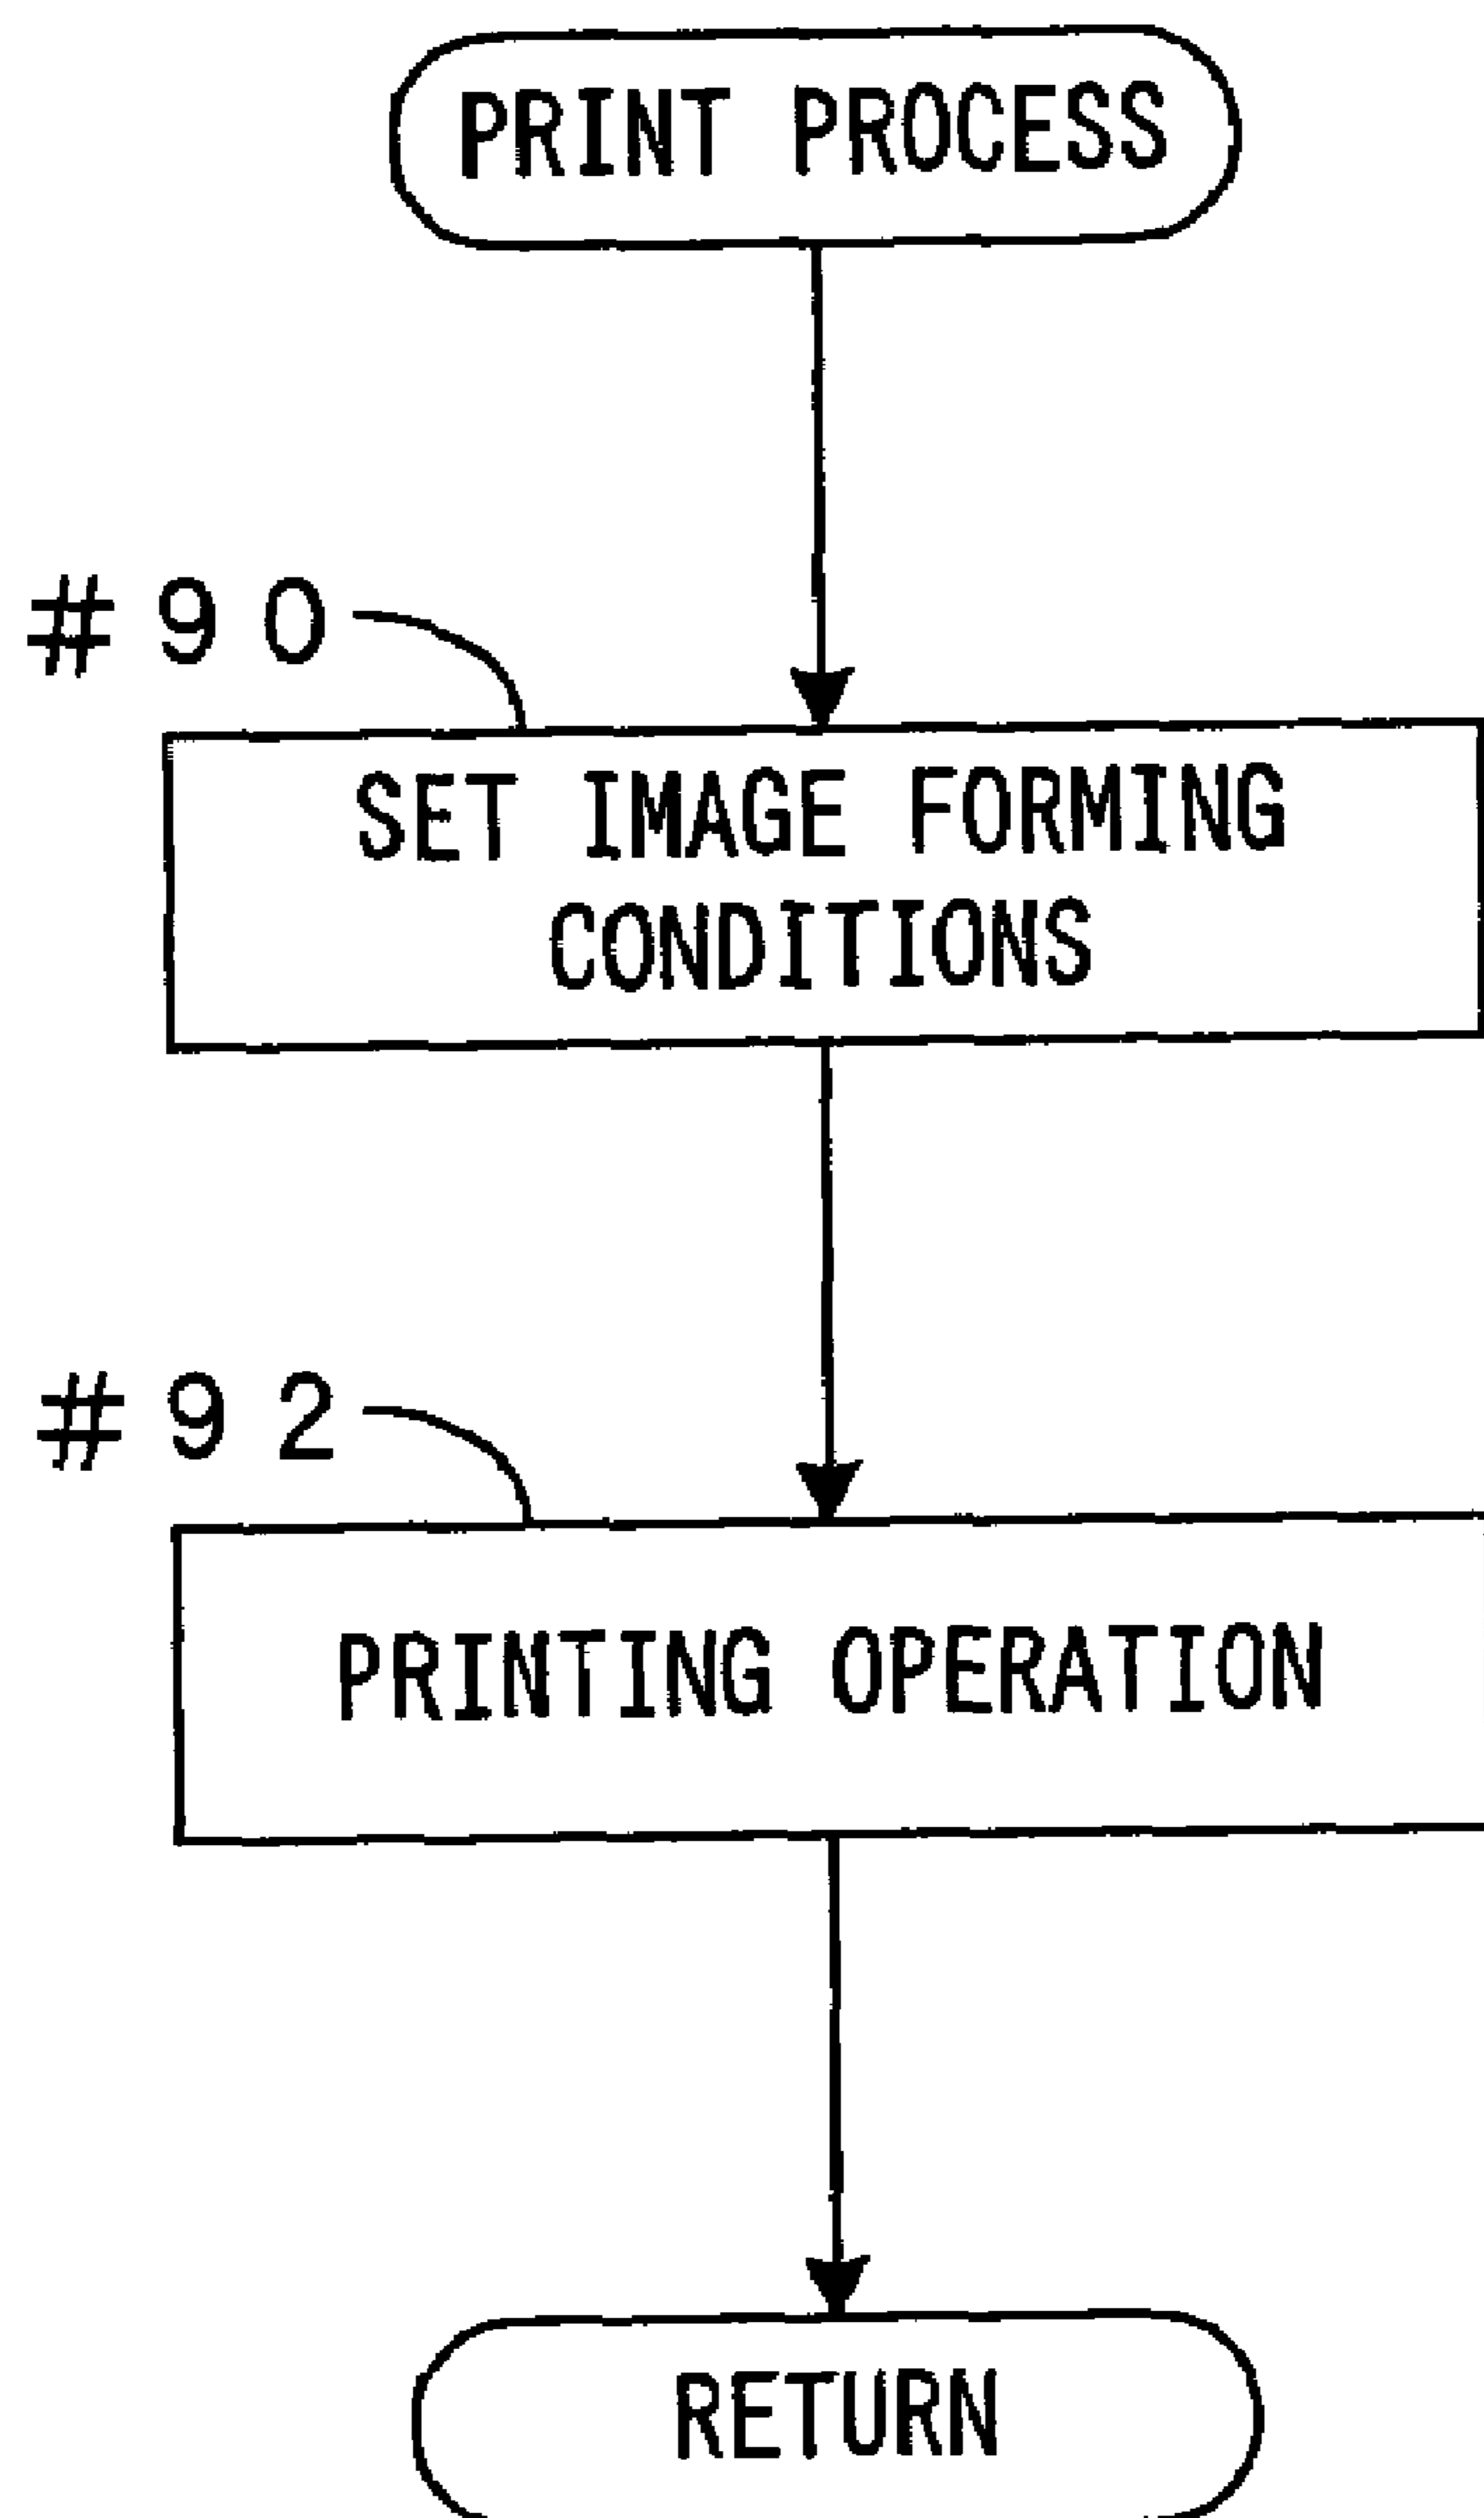 PRINT PROCESS
#90
SET IMAGE FORMING
CONDITIONS
#92
PRINTING OPERATION
RETURN